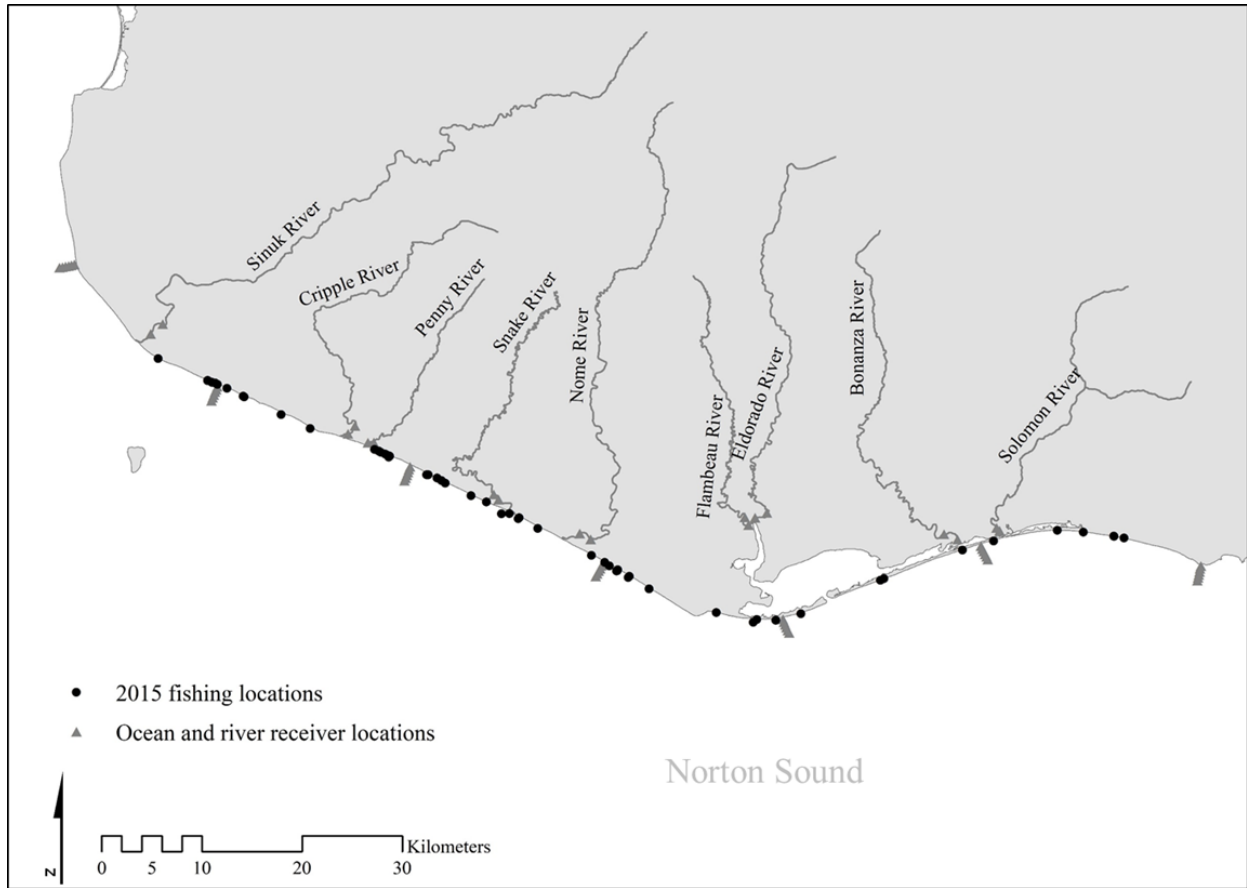 Sinuk River
Cripple River
Penny River
Snake River
Nome River
Flambeau River
Eldorado River
Bonanza River
Solomon River
2015 fishing locations
Ocean and river receiver locations
Norton Sound
N
Kilometers
0 5 10 20 30